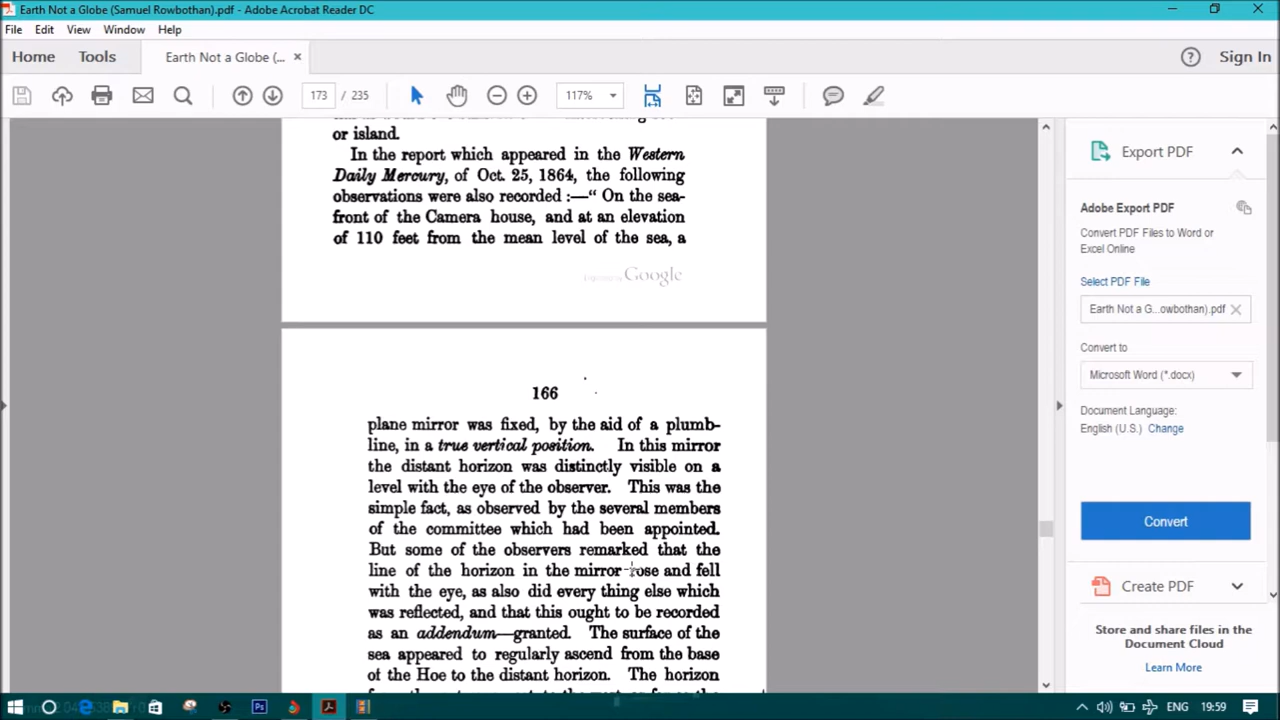 Earth Not a Globe (Samuel Rowbothan).pdf - Adobe Acrobat Reader DC
File Edit View Window Help
Home Tools Earth Not a Globe (... × Sign In
173 / 235 117%
or island.
In the report which appeared in the Western
Daily Mercury, of Oct. 25, 1864, the following
observations were also recorded :—“ On the sea-
front of the Camera house, and at an elevation
of 110 feet from the mean level of the sea, a
Google
166
plane mirror was fixed, by the aid of a plumb-
line, in a true vertical position. In this mirror
the distant horizon was distinctly visible on a
level with the eye of the observer. This was the
simple fact, as observed by the several members
of the committee which had been appointed.
But some of the observers remarked that the
line of the horizon in the mirror rose and fell
with the eye, as also did every thing else which
was reflected, and that this ought to be recorded
as an addendum—granted. The surface of the
sea appeared to regularly ascend from the base
of the Hoe to the distant horizon. The horizon
Export PDF
Adobe Export PDF
Convert PDF Files to Word or
Excel Online
Select PDF File
Earth Not a G...owbothan).pdf
Convert to
Microsoft Word (*.docx)
Document Language:
English (U.S.) Change
Convert
Create PDF
Store and share files in the
Document Cloud
Learn More
ENG 19:59